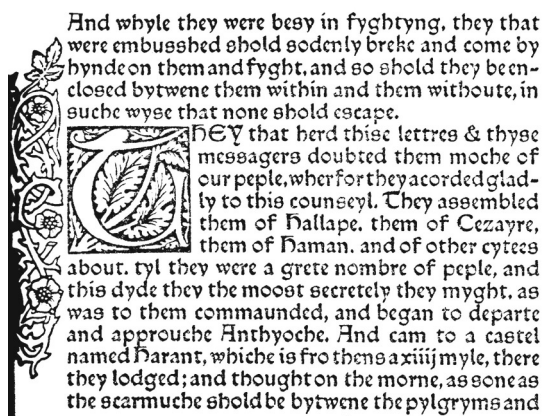 And whyle they were besy in fyghtyng, they that
were embusshed shold sodenly breke and come by
hynde on them and fyght, and so shold they be en-
closed bytwene them within and them withoute, in
suche wyse that none shold escape.
THEY that herd thise lettres & thyse
messagers doubted them moche of
our peple, wherfor they acorded glad-
ly to this counseyl. They assembled
them of Hallape, them of Cezayre,
them of Haman, and of other cytees
about, tyl they were a grete nombre of peple, and
this dyde they the moost secretely they myght, as
was to them commaunded, and began to departe
and approuche Anthyoche. And cam to a castel
named Harant, whiche is fro thens a xiiij myle, there
they lodged; and thought on the morne, as sone as
the scarmuche shold be bytwene the pylgryms and